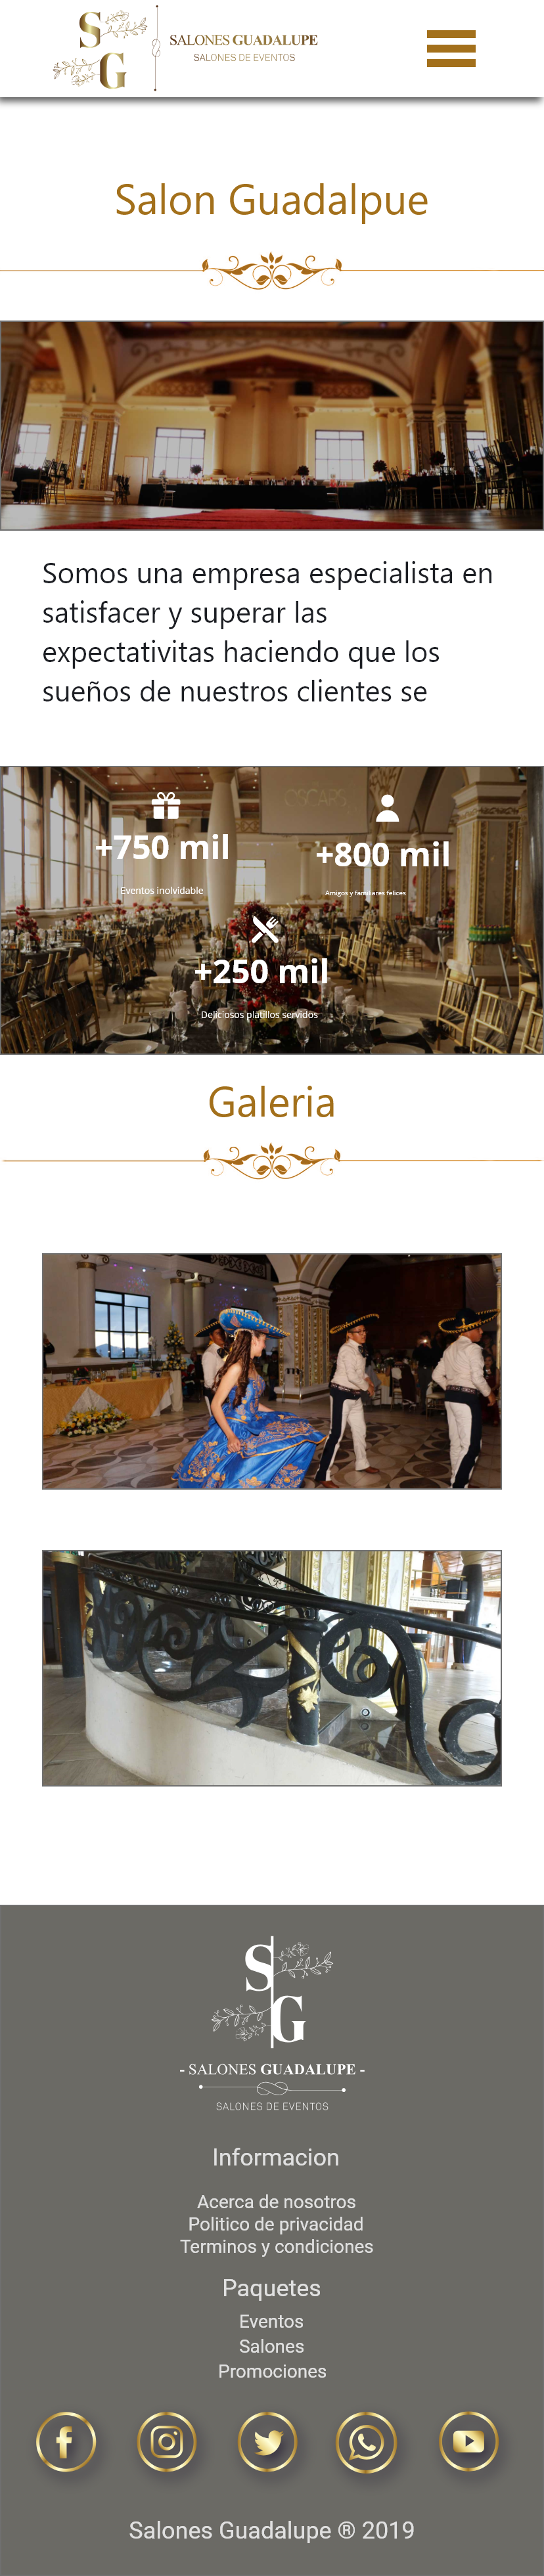 SG
SALONES GUADALUPE
SALONES DE EVENTOS
Salon Guadalpue
Somos una empresa especialista en
satisfacer y superar las
expectativitas haciendo que los
sueños de nuestros clientes se
OSCARS
+750 mil
Eventos inolvidable
+800 mil
Amigos y familiares felices
+250 mil
Deliciosos platillos servidos
Galeria
SG
- SALONES GUADALUPE -
SALONES DE EVENTOS
Informacion
Acerca de nosotros
Politico de privacidad
Terminos y condiciones
Paquetes
Eventos
Salones
Promociones
Salones Guadalupe ® 2019